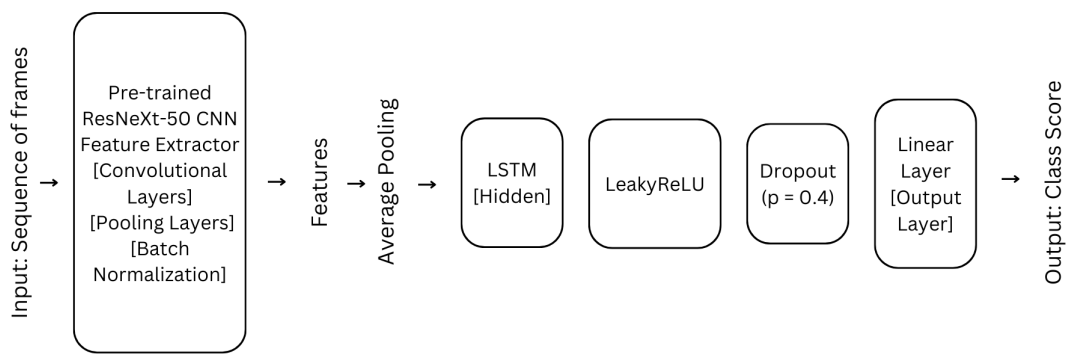 Input: Sequence of frames
→
Pre-trained
ResNeXt-50 CNN
Feature Extractor
[Convolutional
Layers]
[Pooling Layers]
[Batch
Normalization]
→
Features
→
Average Pooling
→
LSTM
[Hidden]
LeakyReLU
Dropout
(p = 0.4)
Linear
Layer
[Output
Layer]
→
Output: Class Score